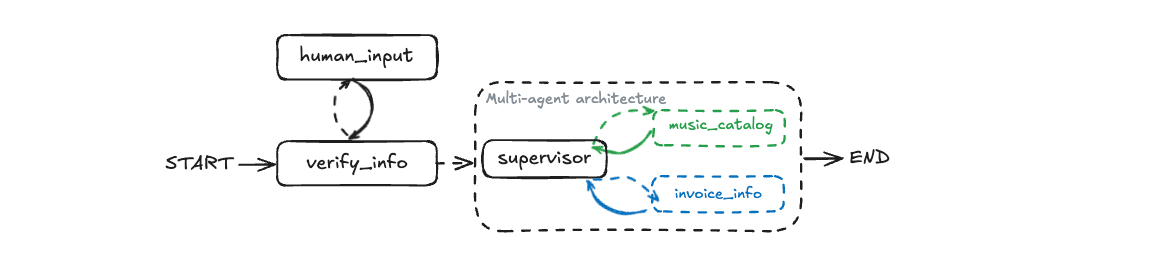 human_input
Multi-agent architecture
music_catalog
START
verify_info
supervisor
END
invoice_info